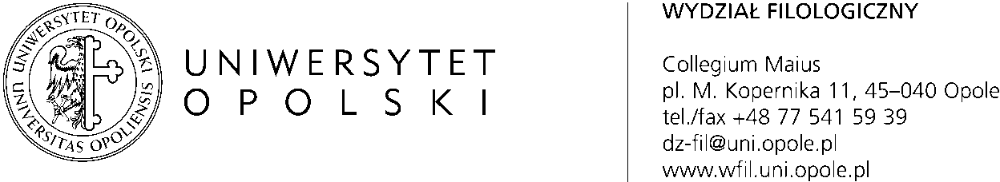 UNIWERSYTET OPOLSKI
UNIVERSITAS OPOLIENSIS
UNIWERSYTET
OPOLSKI
WYDZIAŁ FILOLOGICZNY
Collegium Maius
pl. M. Kopernika 11, 45–040 Opole
tel./fax +48 77 541 59 39
dz-fil@uni.opole.pl
www.wfil.uni.opole.pl